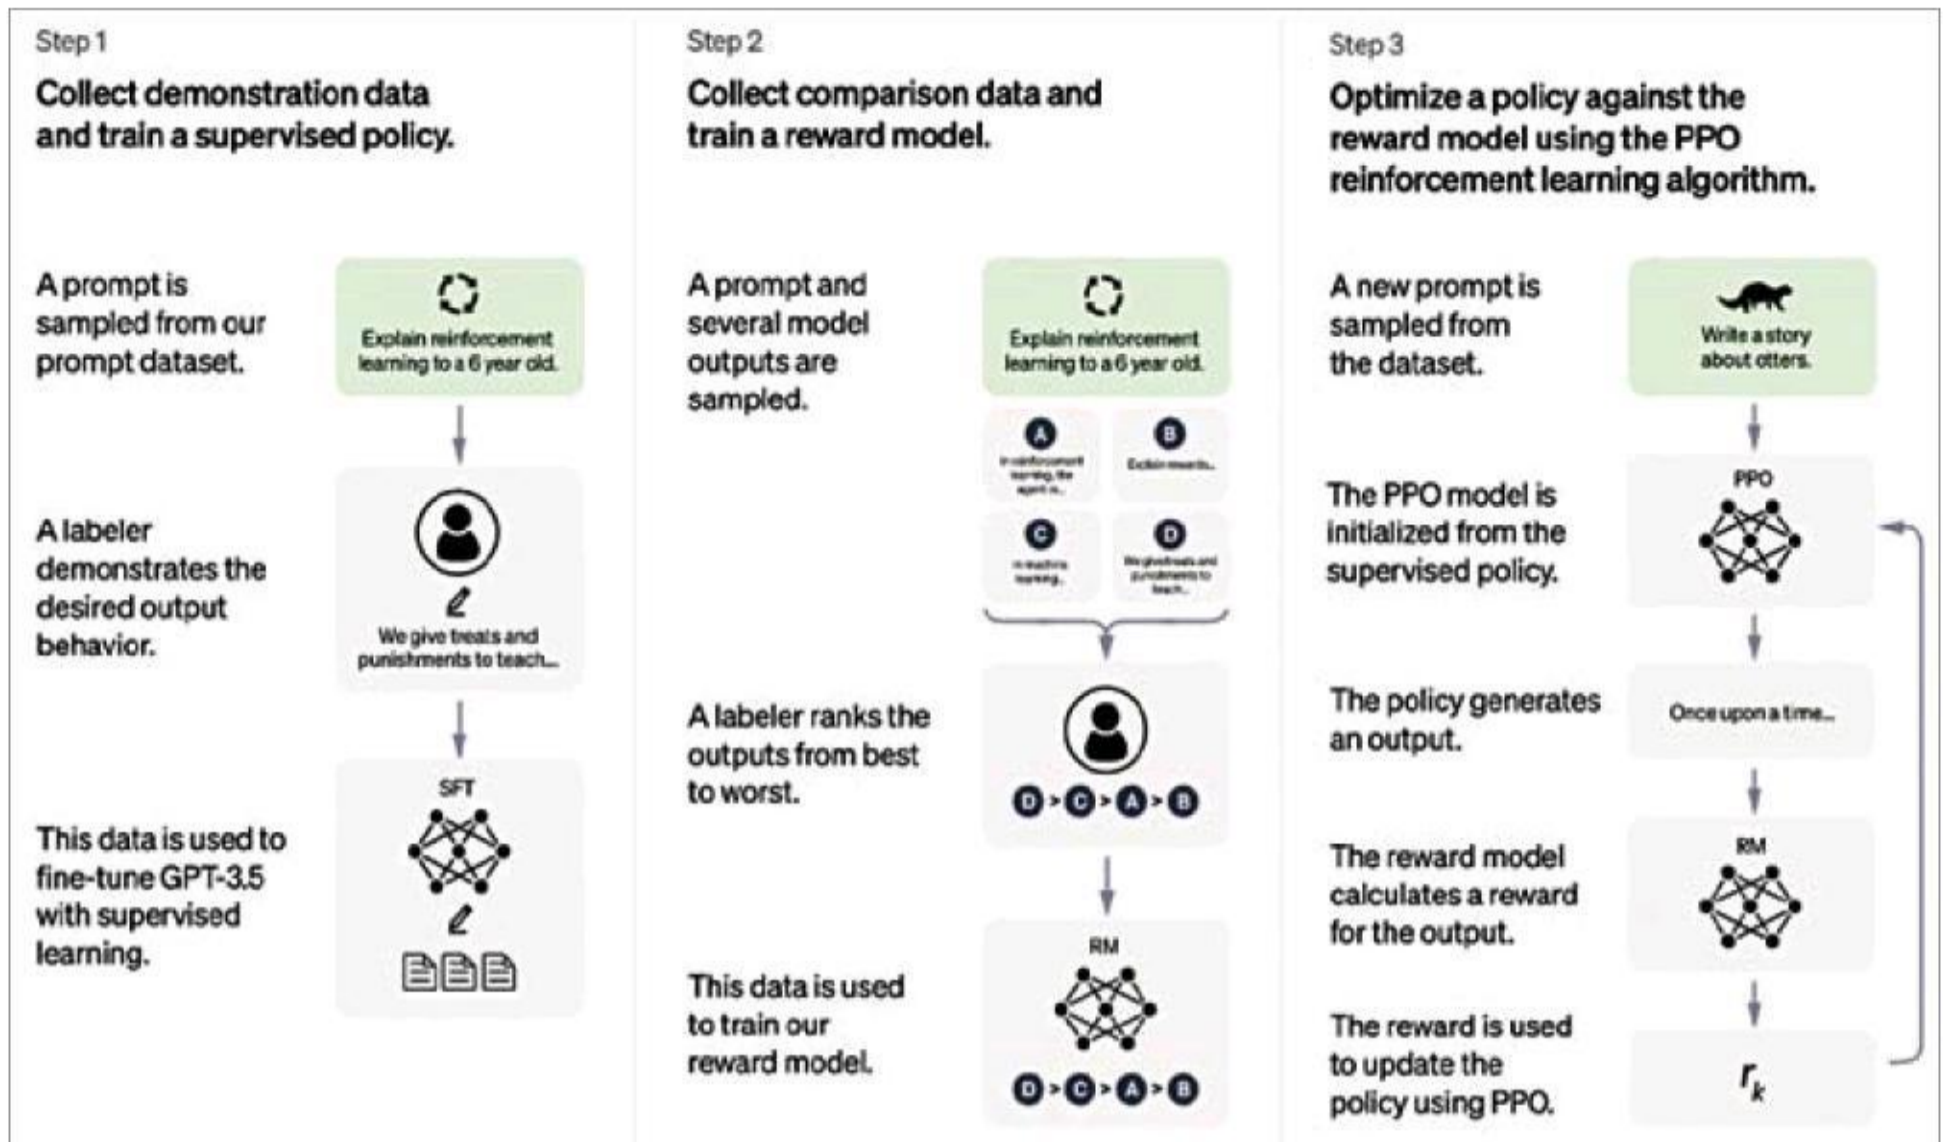 Step 1
Collect demonstration data
and train a supervised policy.
A prompt is
sampled from our
prompt dataset.
Explain reinforcement
learning to a 6 year old.
A labeler
demonstrates the
desired output
behavior.
We give treats and
punishments to teach...
This data is used to
fine-tune GPT-3.5
with supervised
learning.
SFT
Step 2
Collect comparison data and
train a reward model.
A prompt and
several model
outputs are
sampled.
Explain reinforcement
learning to a 6 year old.
A
In reinforcement
learning, the
agent is...
B
Explain rewards...
C
In machine
learning...
D
We give treats and
punishments to
teach...
A labeler ranks the
outputs from best
to worst.
D > C > A > B
This data is used
to train our
reward model.
RM
D > C > A > B
Step 3
Optimize a policy against the
reward model using the PPO
reinforcement learning algorithm.
A new prompt is
sampled from
the dataset.
Write a story
about otters.
The PPO model is
initialized from the
supervised policy.
PPO
The policy generates
an output.
Once upon a time...
The reward model
calculates a reward
for the output.
RM
The reward is used
to update the
policy using PPO.
rₖ